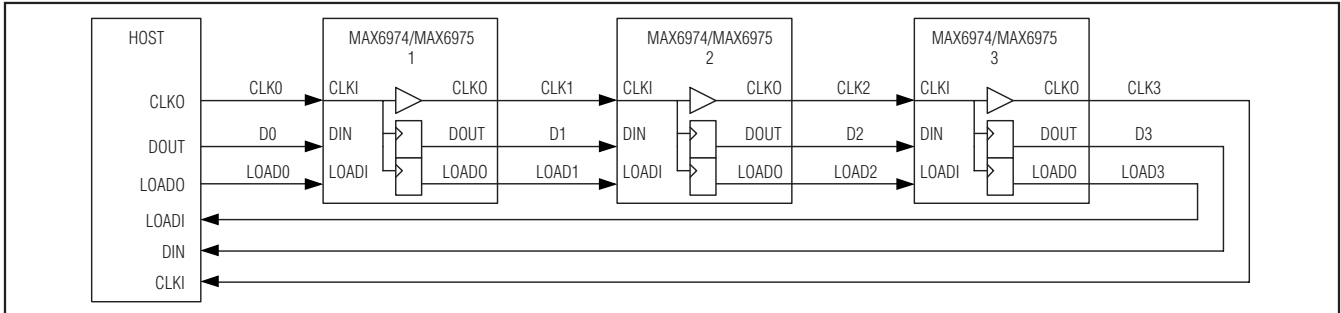 HOST
MAX6974/MAX6975
1
MAX6974/MAX6975
2
MAX6974/MAX6975
3
CLKO CLK0 CLKI CLKO CLK1 CLKI CLKO CLK2 CLKI CLKO CLK3
DOUT D0 DIN DOUT D1 DIN DOUT D2 DIN DOUT D3
LOADO LOAD0 LOADI LOADO LOAD1 LOADI LOADO LOAD2 LOADI LOADO LOAD3
LOADI
DIN
CLKI